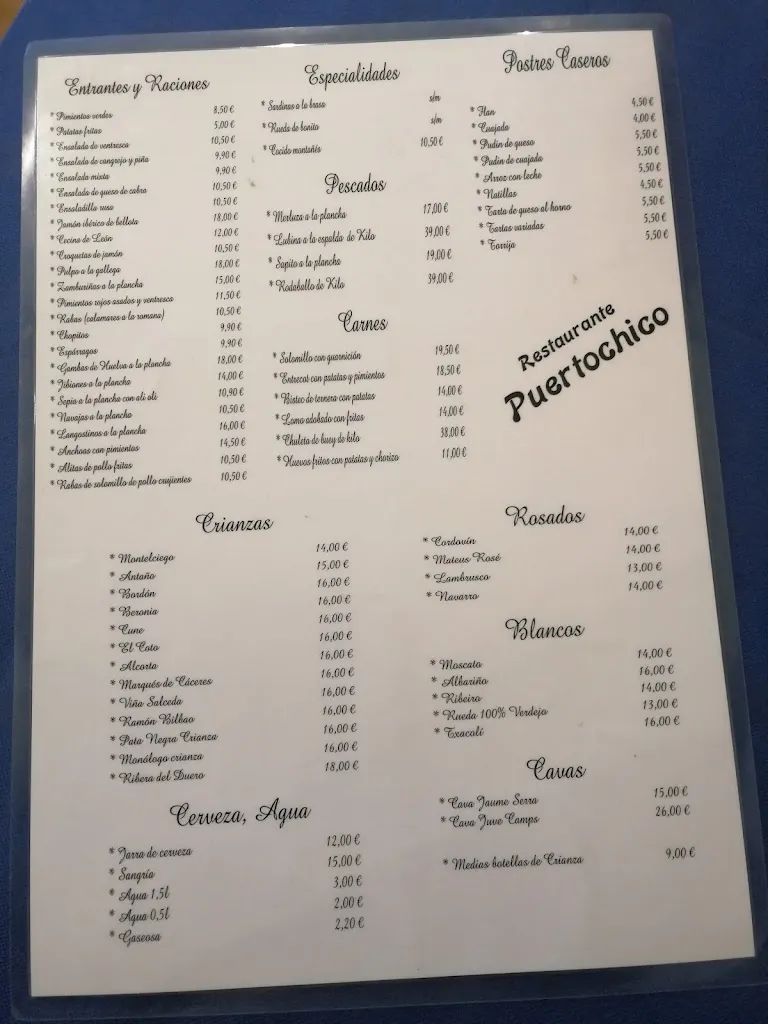 Entrantes y Raciones
* Pimientos verdes 8,50 €
* Patatas fritas 5,00 €
* Ensalada de ventresca 10,50 €
* Ensalada de cangrejo y piña 9,90 €
* Ensalada mixta 9,90 €
* Ensalada de queso de cabra 10,50 €
* Ensaladilla rusa 10,50 €
* Jamón ibérico de bellota 18,00 €
* Cecina de León 12,00 €
* Croquetas de jamón 10,50 €
* Pulpo a la gallega 18,00 €
* Zamburiñas a la plancha 15,00 €
* Pimientos rojos asados y ventresca 11,50 €
* Rabas (calamares a la romana) 10,50 €
* Chopitos 9,90 €
* Espárragos 9,90 €
* Gambas de Huelva a la plancha 18,00 €
* Jibiones a la plancha 14,00 €
* Sepia a la plancha con ali oli 10,90 €
* Navajas a la plancha 10,50 €
* Langostinos a la plancha 16,00 €
* Anchoas con pimientos 14,50 €
* Alitas de pollo fritas 10,50 €
* Rabas de solomillo de pollo crujientes 10,50 €
Especialidades
* Sardinas a la brasa s/m
* Rueda de bonito s/m
* Cocido montañés 10,50 €
Pescados
* Merluza a la plancha 17,00 €
* Lubina a la espalda de Kilo 39,00 €
* Sapito a la plancha 19,00 €
* Rodaballo de Kilo 39,00 €
Carnes
* Solomillo con guarnición 19,50 €
* Entrecot con patatas y pimientos 18,50 €
* Bistec de ternera con patatas 14,00 €
* Lomo adobado con fritas 14,00 €
* Chuleta de buey de kilo 38,00 €
* Huevos fritos con patatas y chorizo 11,00 €
Postres Caseros
* Flan 4,50 €
* Cuajada 4,00 €
* Pudin de queso 5,50 €
* Pudin de cuajada 5,50 €
* Arroz con leche 5,50 €
* Natillas 4,50 €
* Tarta de queso al horno 5,50 €
* Tartas variadas 5,50 €
* Torrija 5,50 €
Restaurante
Puertochico
Crianzas
* Montelciego 14,00 €
* Antaño 15,00 €
* Bordón 16,00 €
* Beronia 16,00 €
* Cune 16,00 €
* El Coto 16,00 €
* Alcorta 16,00 €
* Marqués de Cáceres 16,00 €
* Viña Salceda 16,00 €
* Ramón Bilbao 16,00 €
* Pata Negra Crianza 16,00 €
* Monólogo crianza 16,00 €
* Ribera del Duero 18,00 €
Cerveza, Agua
* Jarra de cerveza 12,00 €
* Sangría 15,00 €
* Agua 1,5l 3,00 €
* Agua 0,5l 2,00 €
* Gaseosa 2,20 €
Rosados
* Cordovín 14,00 €
* Mateus Rosé 14,00 €
* Lambrusco 13,00 €
* Navarro 14,00 €
Blancos
* Moscato 14,00 €
* Albariño 16,00 €
* Ribeiro 14,00 €
* Rueda 100% Verdejo 13,00 €
* Txacalí 16,00 €
Cavas
* Cava Jaume Serra 15,00 €
* Cava Juve Camps 26,00 €
* Medias botellas de Crianza 9,00 €